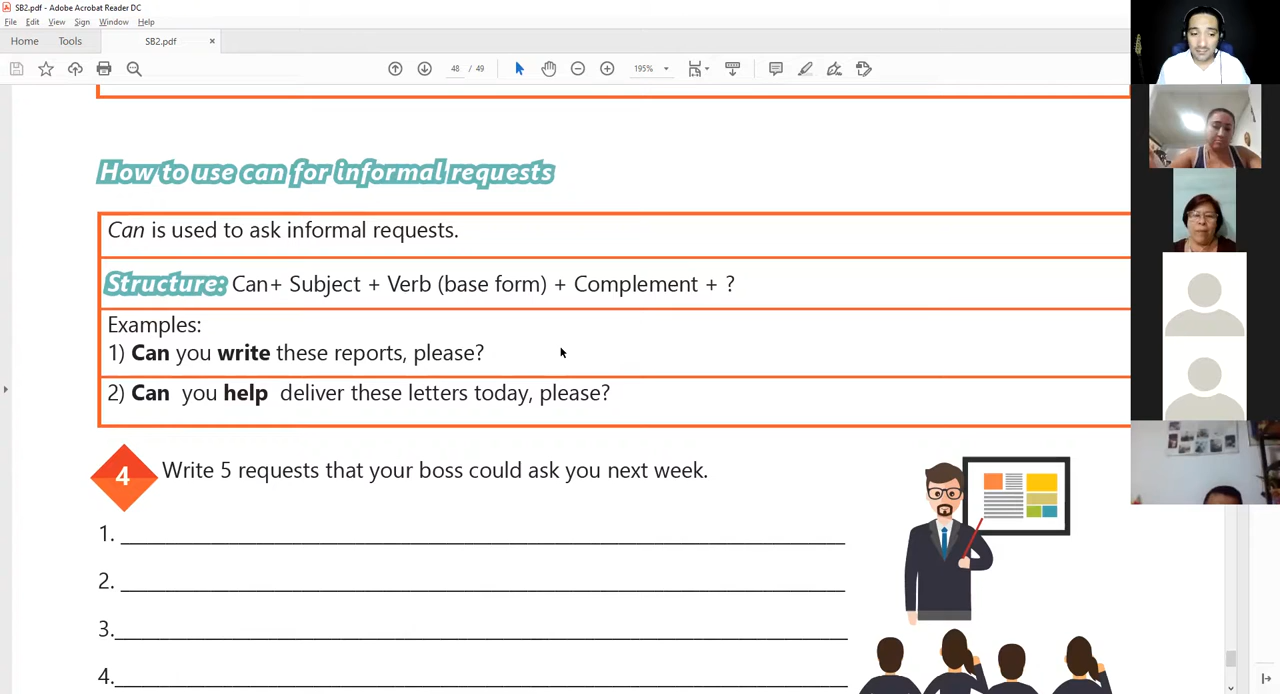 SB2.pdf - Adobe Acrobat Reader DC
File Edit View Sign Window Help
Home Tools SB2.pdf ×
48 / 49 195%
How to use can for informal requests
Can is used to ask informal requests.
Structure: Can+ Subject + Verb (base form) + Complement + ?
Examples:
1) Can you write these reports, please?
2) Can you help deliver these letters today, please?
4 Write 5 requests that your boss could ask you next week.
1.
2.
3.
4.